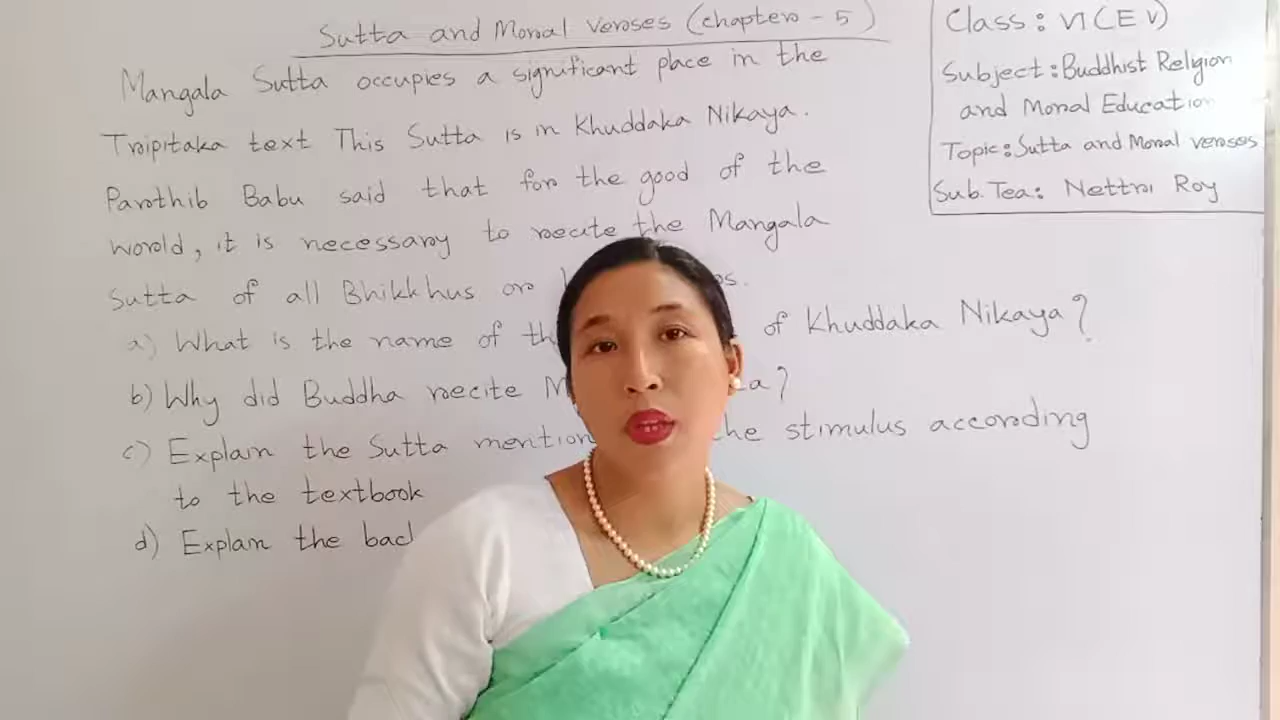 Sutta and Moral verses (chapter - 5)
Mangala Sutta occupies a significant place in the
Tripitaka text This Sutta is in Khuddaka Nikaya.
Parthib Babu said that for the good of the
world, it is necessary to recite the Mangala
Sutta of all Bhikkhus or
a) What is the name of of Khuddaka Nikaya?
b) Why did Buddha recite
c) Explain the Sutta the stimulus according
to the textbook
d) Explain the
Class: VI (EV)
Subject: Buddhist Religion
and Moral Education
Topic: Sutta and Moral verses
Sub. Tea: Nettri Roy